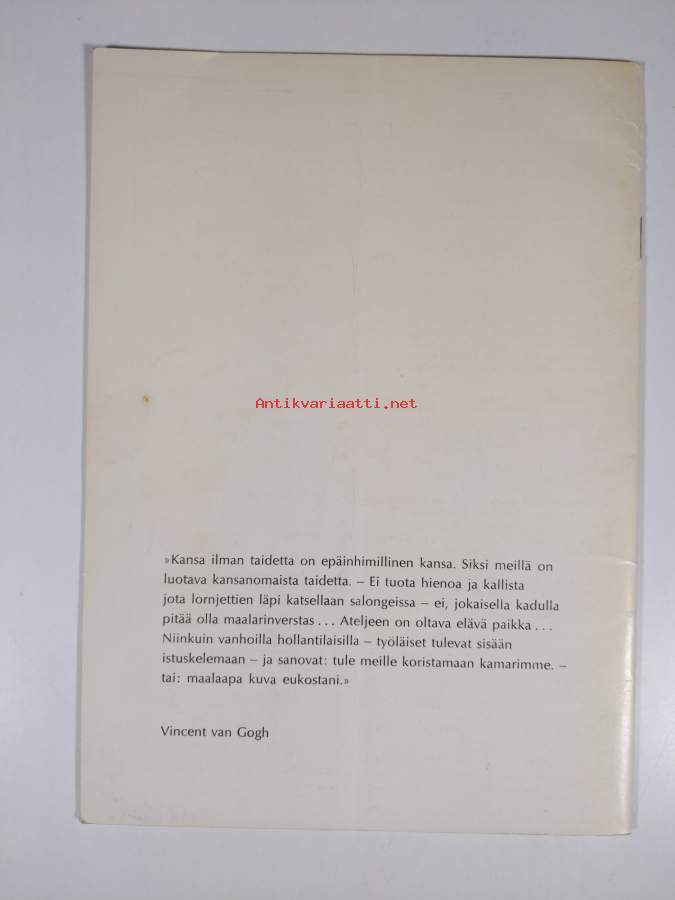 Antikvariaatti.net
»Kansa ilman taidetta on epäinhimillinen kansa. Siksi meillä on
luotava kansanomaista taidetta. – Ei tuota hienoa ja kallista
jota lornjettien läpi katsellaan salongeissa – ei, jokaisella kadulla
pitää olla maalarinverstas... Ateljeen on oltava elävä paikka...
Niinkuin vanhoilla hollantilaisilla – työläiset tulevat sisään
istuskelemaan – ja sanovat: tule meille koristamaan kamarimme. –
tai: maalaapa kuva eukostani.»
Vincent van Gogh